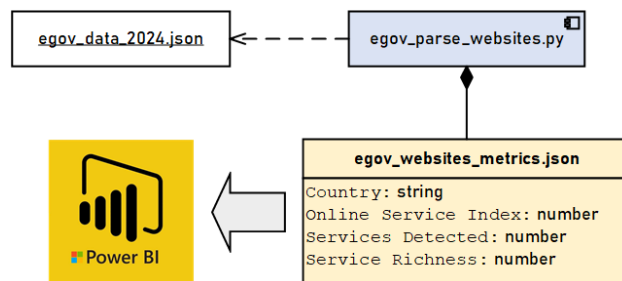 egov_data_2024.json
egov_parse_websites.py
egov_websites_metrics.json
Country: string
Online Service Index: number
Services Detected: number
Service Richness: number
Power BI